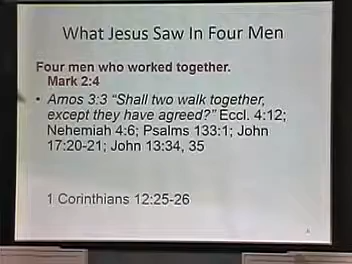 What Jesus Saw In Four Men
Four men who worked together.
Mark 2:4
• Amos 3:3 “Shall two walk together,
except they have agreed?” Eccl. 4:12;
Nehemiah 4:6; Psalms 133:1; John
17:20-21; John 13:34, 35
1 Corinthians 12:25-26